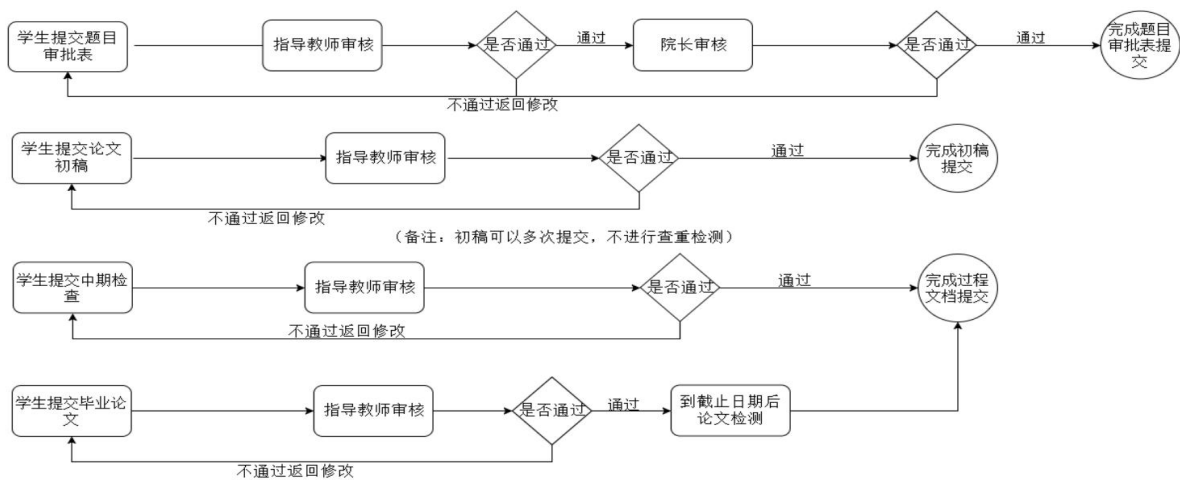 学生提交题目
审批表
指导教师审核
是否通过
通过
院长审核
是否通过
通过
完成题目
审批表提
交
不通过返回修改
学生提交论文
初稿
指导教师审核
是否通过
通过
完成初稿
提交
不通过返回修改
（备注：初稿可以多次提交，不进行查重检测）
学生提交中期检
查
指导教师审核
是否通过
通过
完成过程
文档提交
不通过返回修改
学生提交毕业论
文
指导教师审核
是否通过
通过
到截止日期后
论文检测
不通过返回修改